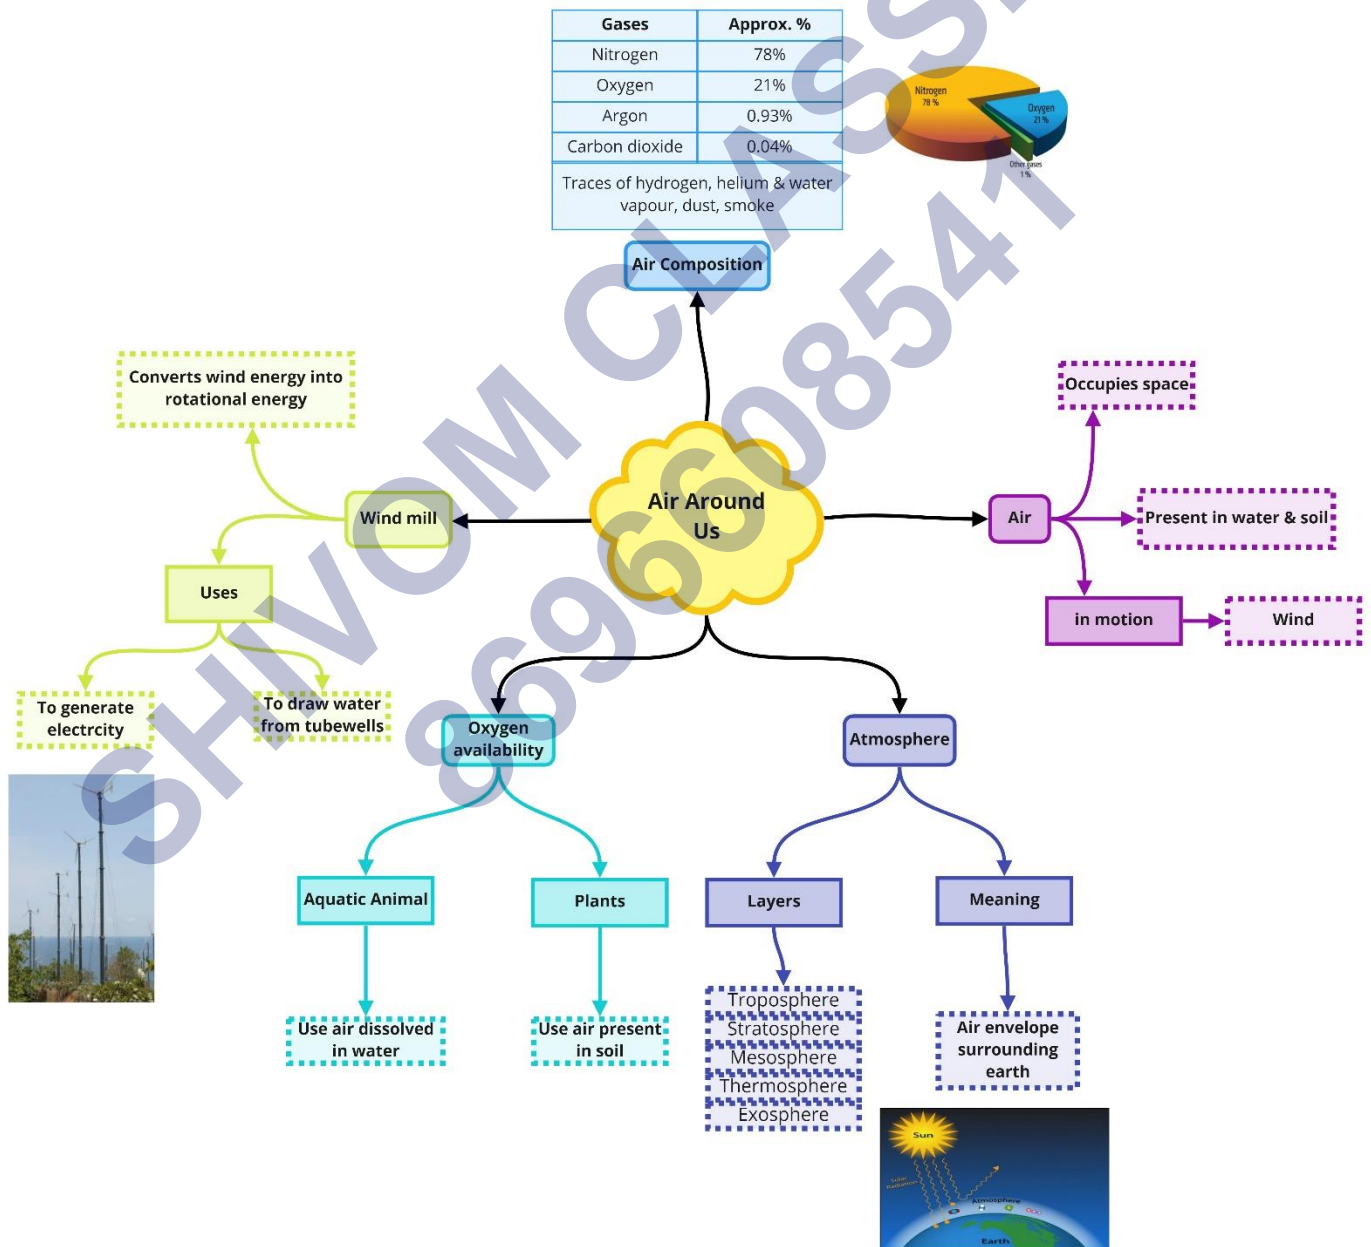 Gases Approx. %
Nitrogen 78%
Oxygen 21%
Argon 0.93%
Carbon dioxide 0.04%
Traces of hydrogen, helium & water
vapour, dust, smoke
Nitrogen
78 %
Oxygen
21 %
Other gases
1 %
Air Composition
Converts wind energy into
rotational energy
Wind mill
Uses
To generate
electrcity
To draw water
from tubewells
Air Around
Us
Air
Occupies space
Present in water & soil
in motion
Wind
Oxygen
availability
Aquatic Animal
Use air dissolved
in water
Plants
Use air present
in soil
Atmosphere
Layers
Troposphere
Stratosphere
Mesosphere
Thermosphere
Exosphere
Meaning
Air envelope
surrounding
earth
Sun
Solar
Radiation
Atmosphere
Earth
SHIVOM CLASS
8696608541